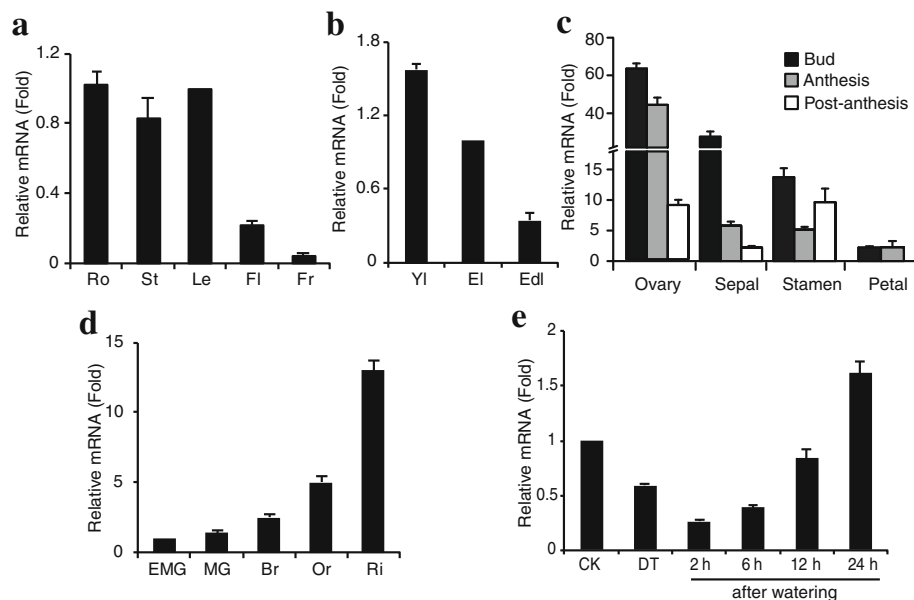 a
Relative mRNA (Fold)
1.2
0.8
0.4
0
Ro St Le Fl Fr
b
Relative mRNA (Fold)
1.8
1.2
0.6
0
Yl El Edl
c
Relative mRNA (Fold)
80
60
40
15
10
5
0
Bud
Anthesis
Post-anthesis
Ovary Sepal Stamen Petal
d
Relative mRNA (Fold)
15
10
5
0
EMG MG Br Or Ri
e
Relative mRNA (Fold)
2
1.5
1
0.5
0
CK DT 2 h 6 h 12 h 24 h
after watering